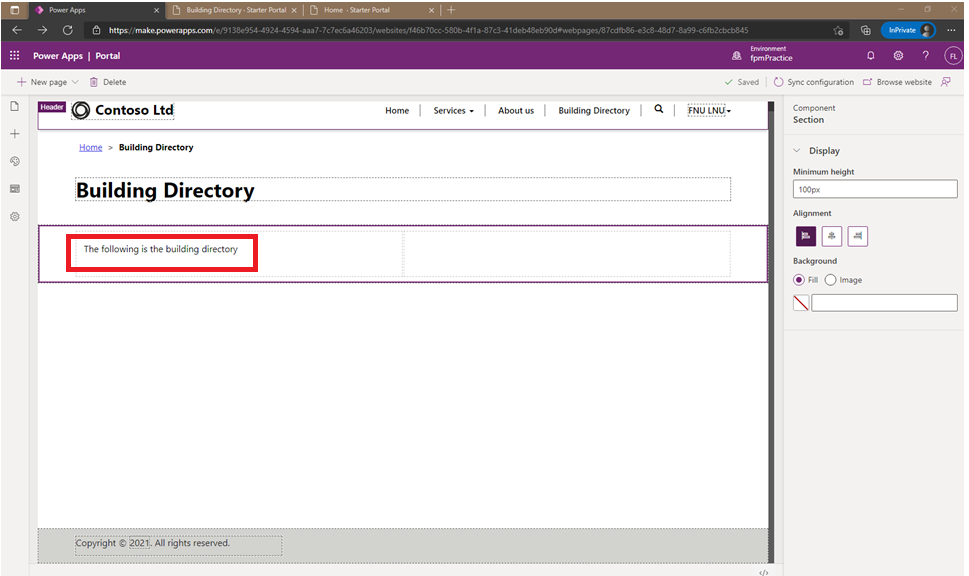 Power Apps
Building Directory - Starter Portal
Home - Starter Portal
https://make.powerapps.com/e/9138e954-4924-4594-aaa7-7c7ec6a46203/websites/f46b70cc-580b-4f1a-87c3-41deb48eb90d#webpages/87cdfb86-e3c8-48d7-8a99-c6fb2cbcb845
InPrivate
Power Apps | Portal
Environment
fpmPractice
?
FL
New page
Delete
Saved
Sync configuration
Browse website
Header
Contoso Ltd
Home
Services
About us
Building Directory
FNU LNU
Home > Building Directory
Building Directory
The following is the building directory
Copyright © 2021. All rights reserved.
</>
Component
Section
Display
Minimum height
100px
Alignment
Background
Fill
Image